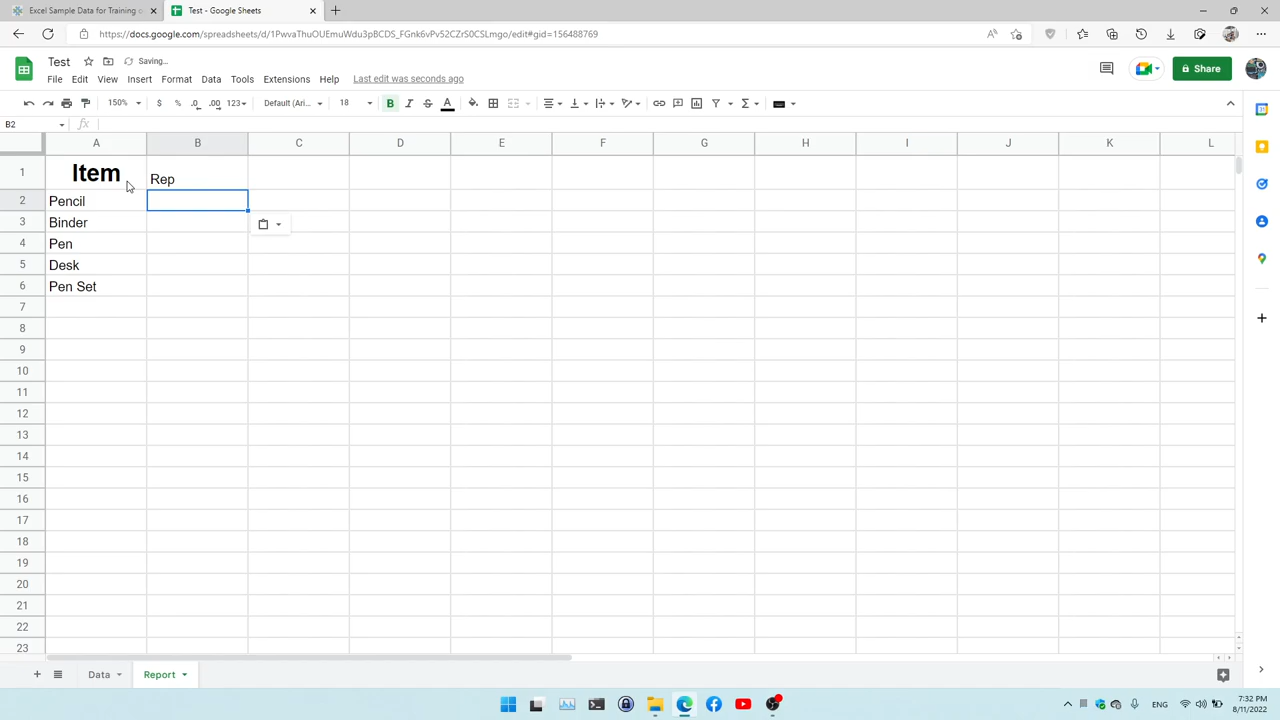 Excel Sample Data for Training o
Test - Google Sheets
https://docs.google.com/spreadsheets/d/1PwvaThuOUEmuWdu3pBCDS_FGnk6vPv52CZrS0CSLmgo/edit#gid=156488769
Test
Saving...
File Edit View Insert Format Data Tools Extensions Help Last edit was seconds ago
Share
150% $ % .0 .00 123 Default (Ari... 18 B I S A
B2 fx
A B C D E F G H I J K L
1 Item Rep
2 Pencil
3 Binder
4 Pen
5 Desk
6 Pen Set
7
8
9
10
11
12
13
14
15
16
17
18
19
20
21
22
23
+ Data Report
ENG 7:32 PM
8/11/2022